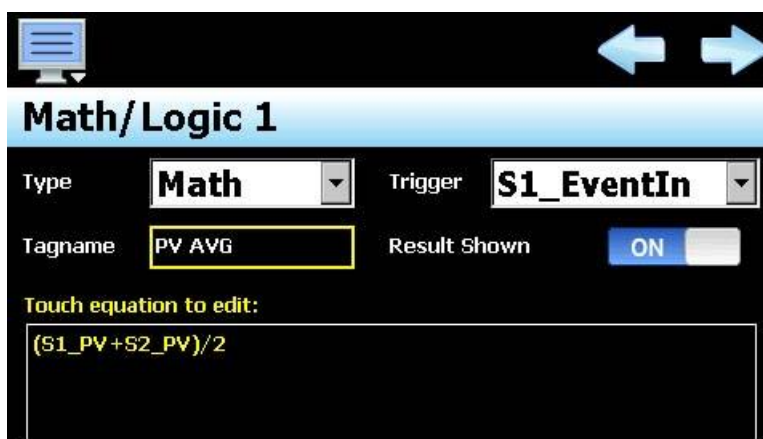 Math/Logic 1
Type Math Trigger S1_EventIn
Tagname PV AVG Result Shown ON
Touch equation to edit:
(S1_PV+S2_PV)/2